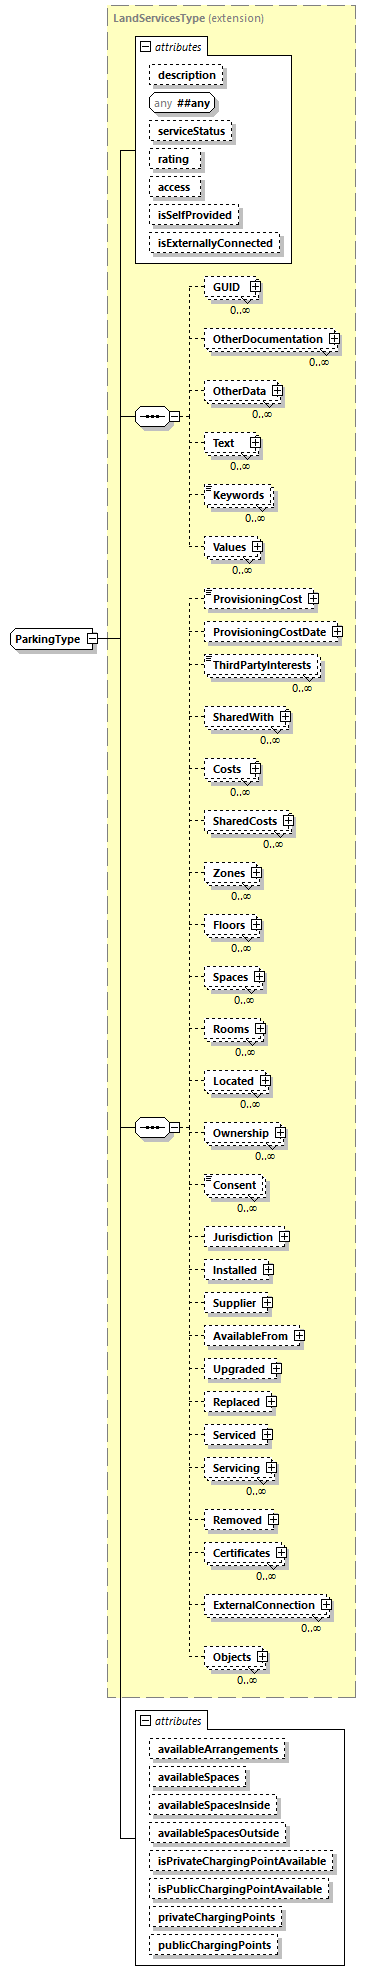 LandServicesType (extension)
attributes
description
any ##any
serviceStatus
rating
access
isSelfProvided
isExternallyConnected
GUID
0..∞
OtherDocumentation
0..∞
OtherData
0..∞
Text
0..∞
Keywords
0..∞
Values
0..∞
ProvisioningCost
ParkingType
ProvisioningCostDate
ThirdPartyInterests
0..∞
SharedWith
0..∞
Costs
0..∞
SharedCosts
0..∞
Zones
0..∞
Floors
0..∞
Spaces
0..∞
Rooms
0..∞
Located
0..∞
Ownership
0..∞
Consent
0..∞
Jurisdiction
Installed
Supplier
AvailableFrom
Upgraded
Replaced
Serviced
Servicing
0..∞
Removed
Certificates
0..∞
ExternalConnection
0..∞
Objects
0..∞
attributes
availableArrangements
availableSpaces
availableSpacesInside
availableSpacesOutside
isPrivateChargingPointAvailable
isPublicChargingPointAvailable
privateChargingPoints
publicChargingPoints